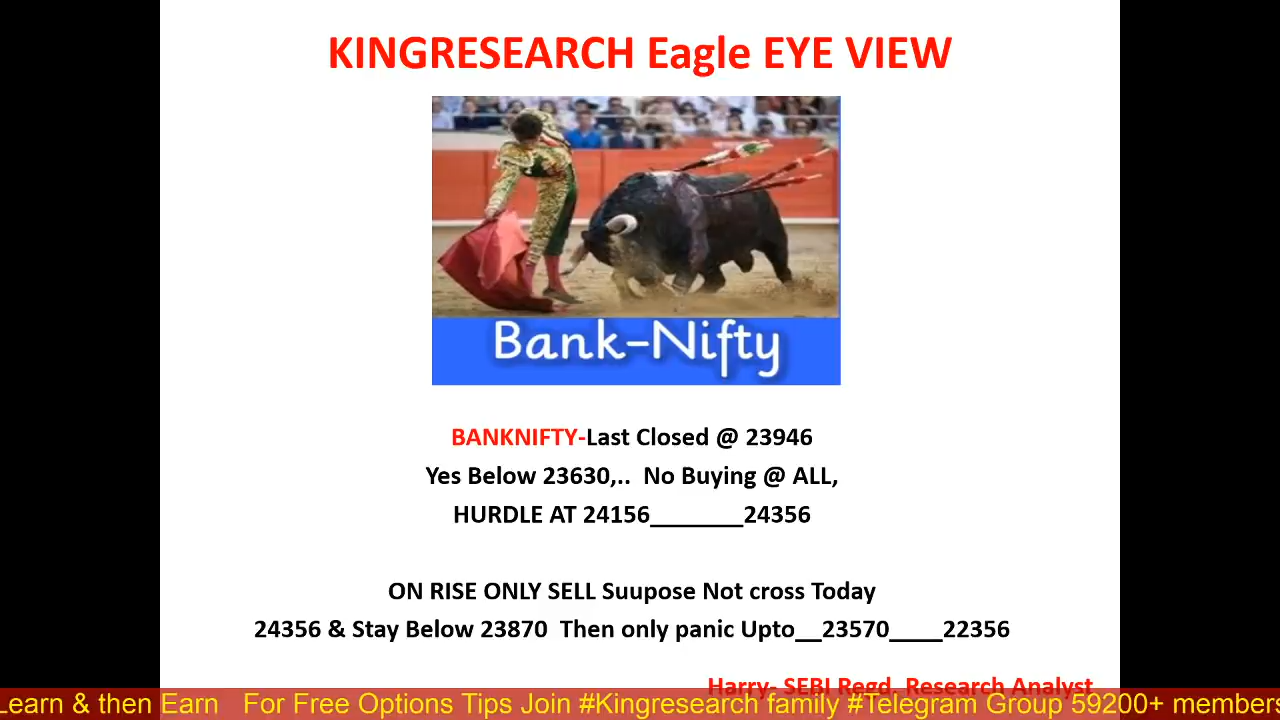 KINGRESEARCH Eagle EYE VIEW
Bank-Nifty
BANKNIFTY-Last Closed @ 23946
Yes Below 23630,.. No Buying @ ALL,
HURDLE AT 24156_______24356
ON RISE ONLY SELL Suupose Not cross Today
24356 & Stay Below 23870 Then only panic Upto__23570____22356
Harry- SEBI Regd. Research Analyst
Learn & then Earn For Free Options Tips Join #Kingresearch family #Telegram Group 59200+ members